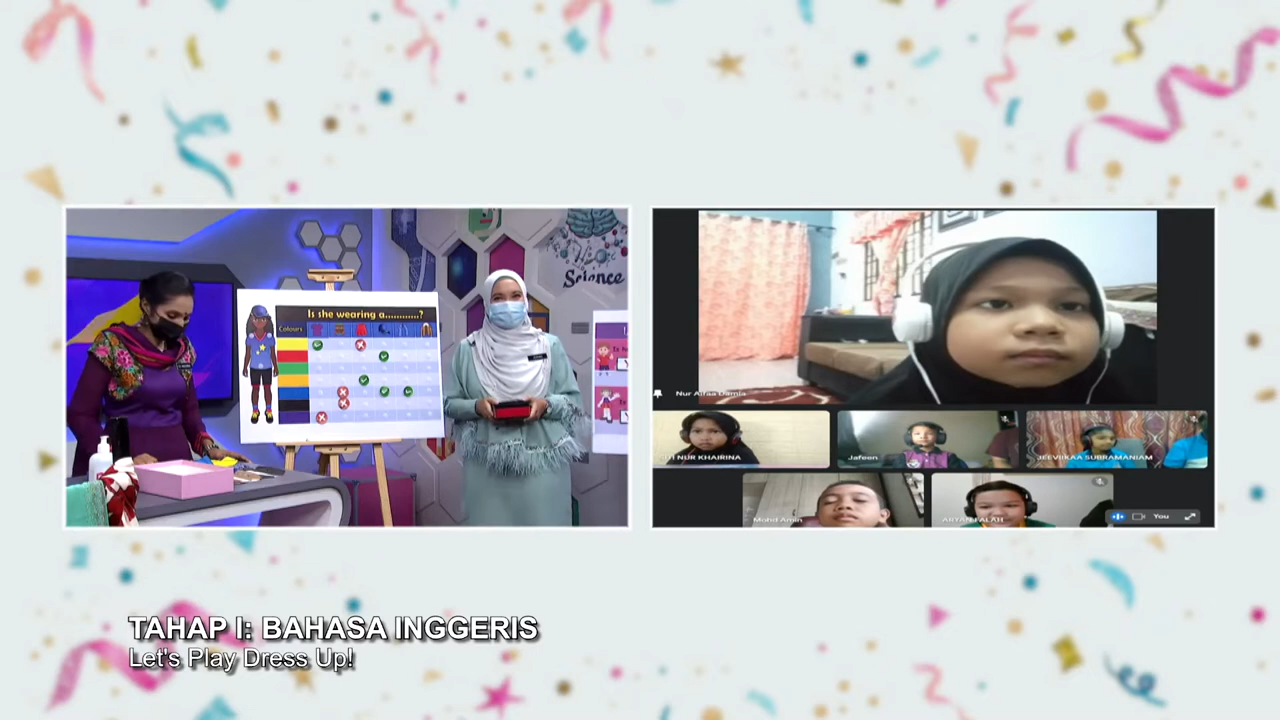 Is she wearing a............?
Colours
Science
Nur Alfaa Damia
SITI NUR KHAIRINA
Jafeen
JEEVIKAA SUBRAMANIAM
Mohd Amin
ARYAN FALAH
You
TAHAP I: BAHASA INGGERIS
Let's Play Dress Up!